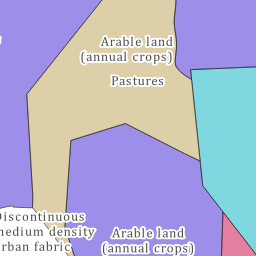 Arable land
(annual crops)
Pastures
Discontinuous
medium density
urban fabric
Arable land
(annual crops)